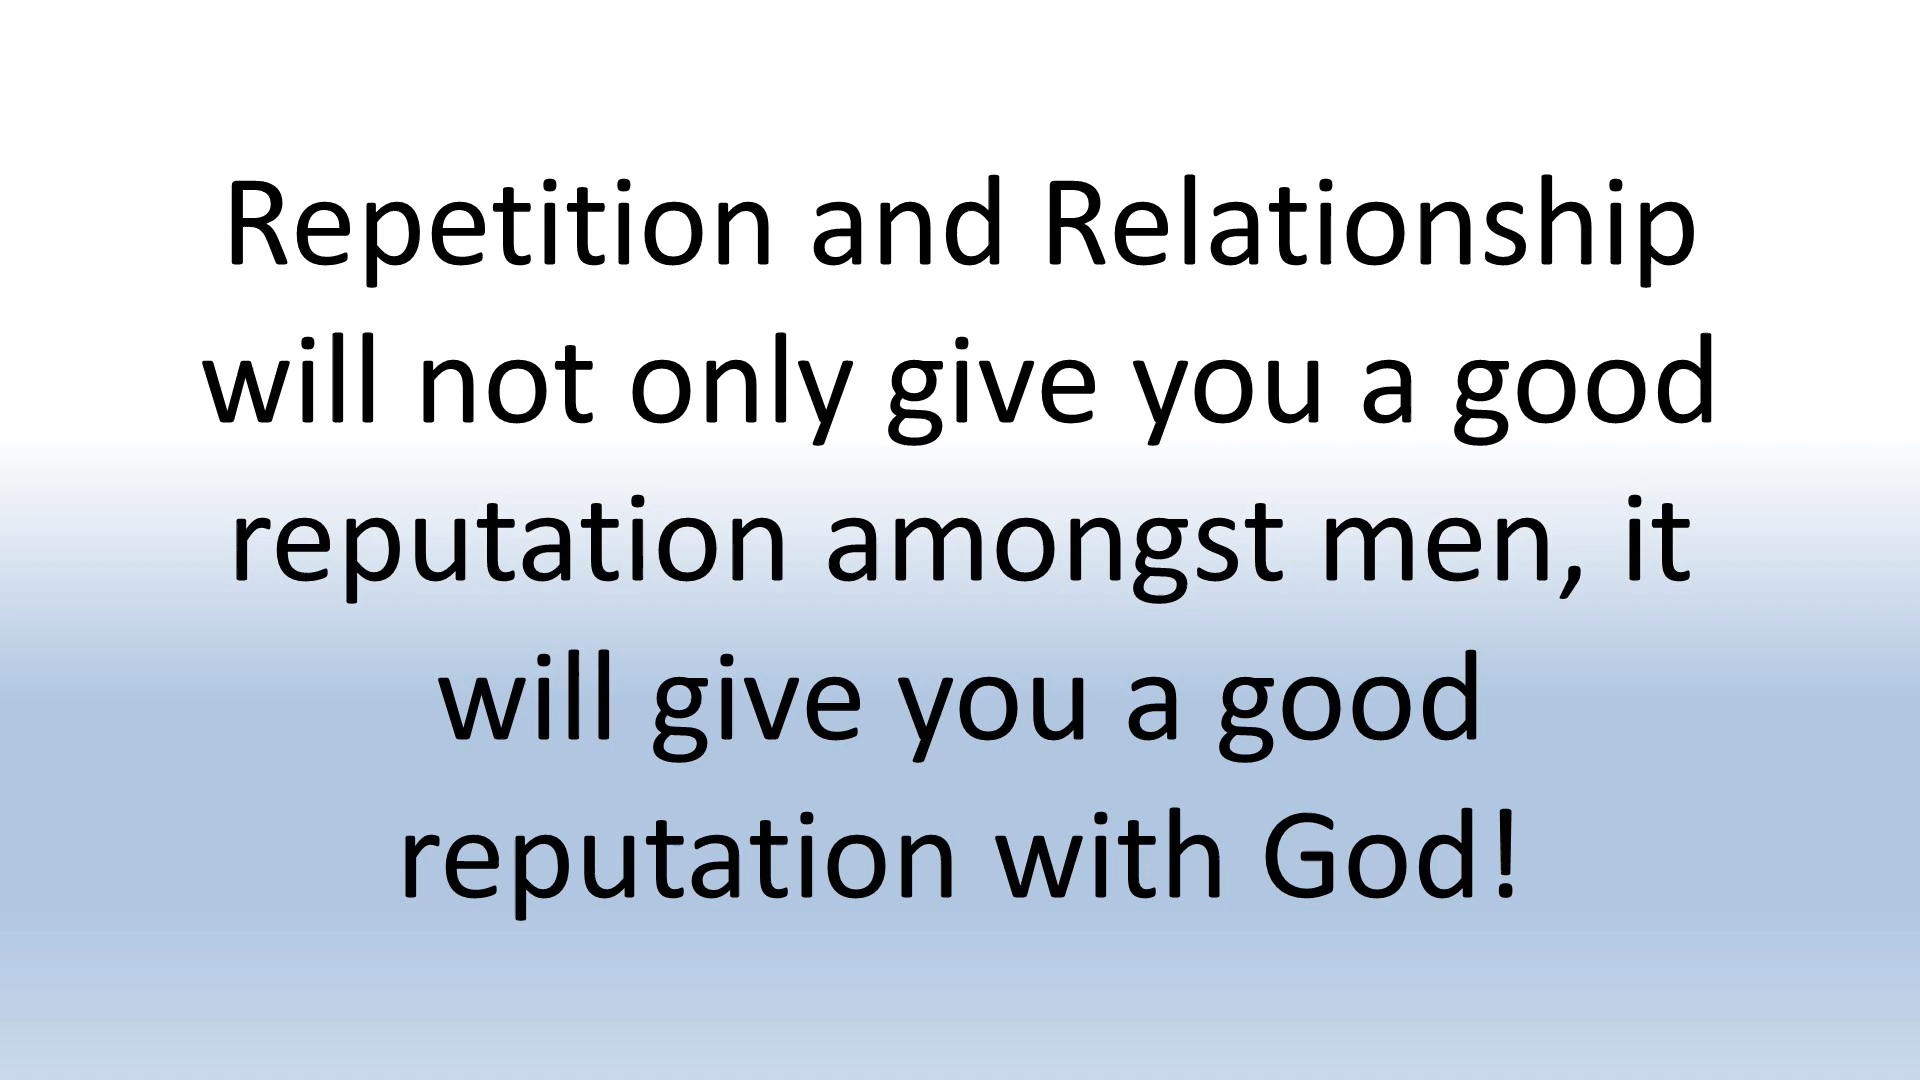 Repetition and Relationship
will not only give you a good
reputation amongst men, it
will give you a good
reputation with God!